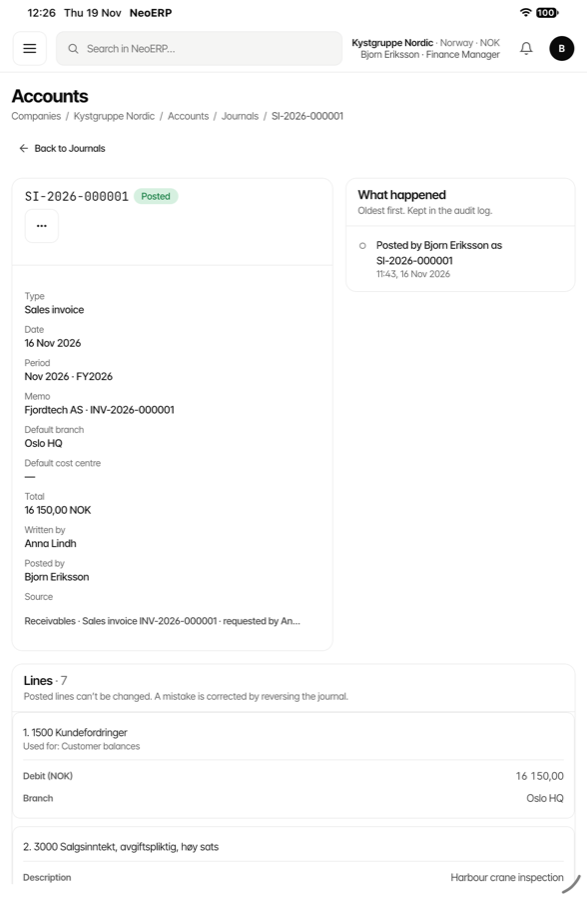 12:26 Thu 19 Nov NeoERP
100
Search in NeoERP...
Kystgruppe Nordic · Norway · NOK
Bjorn Eriksson · Finance Manager
B
Accounts
Companies / Kystgruppe Nordic / Accounts / Journals / SI-2026-000001
← Back to Journals
SI-2026-000001 Posted
...
Type
Sales invoice
Date
16 Nov 2026
Period
Nov 2026 · FY2026
Memo
Fjordtech AS · INV-2026-000001
Default branch
Oslo HQ
Default cost centre
—
Total
16 150,00 NOK
Written by
Anna Lindh
Posted by
Bjorn Eriksson
Source
Receivables · Sales invoice INV-2026-000001 · requested by An...
What happened
Oldest first. Kept in the audit log.
Posted by Bjorn Eriksson as
SI-2026-000001
11:43, 16 Nov 2026
Lines · 7
Posted lines can't be changed. A mistake is corrected by reversing the journal.
1. 1500 Kundefordringer
Used for: Customer balances
Debit (NOK) 16 150,00
Branch Oslo HQ
2. 3000 Salgsinntekt, avgiftspliktig, høy sats
Description Harbour crane inspection